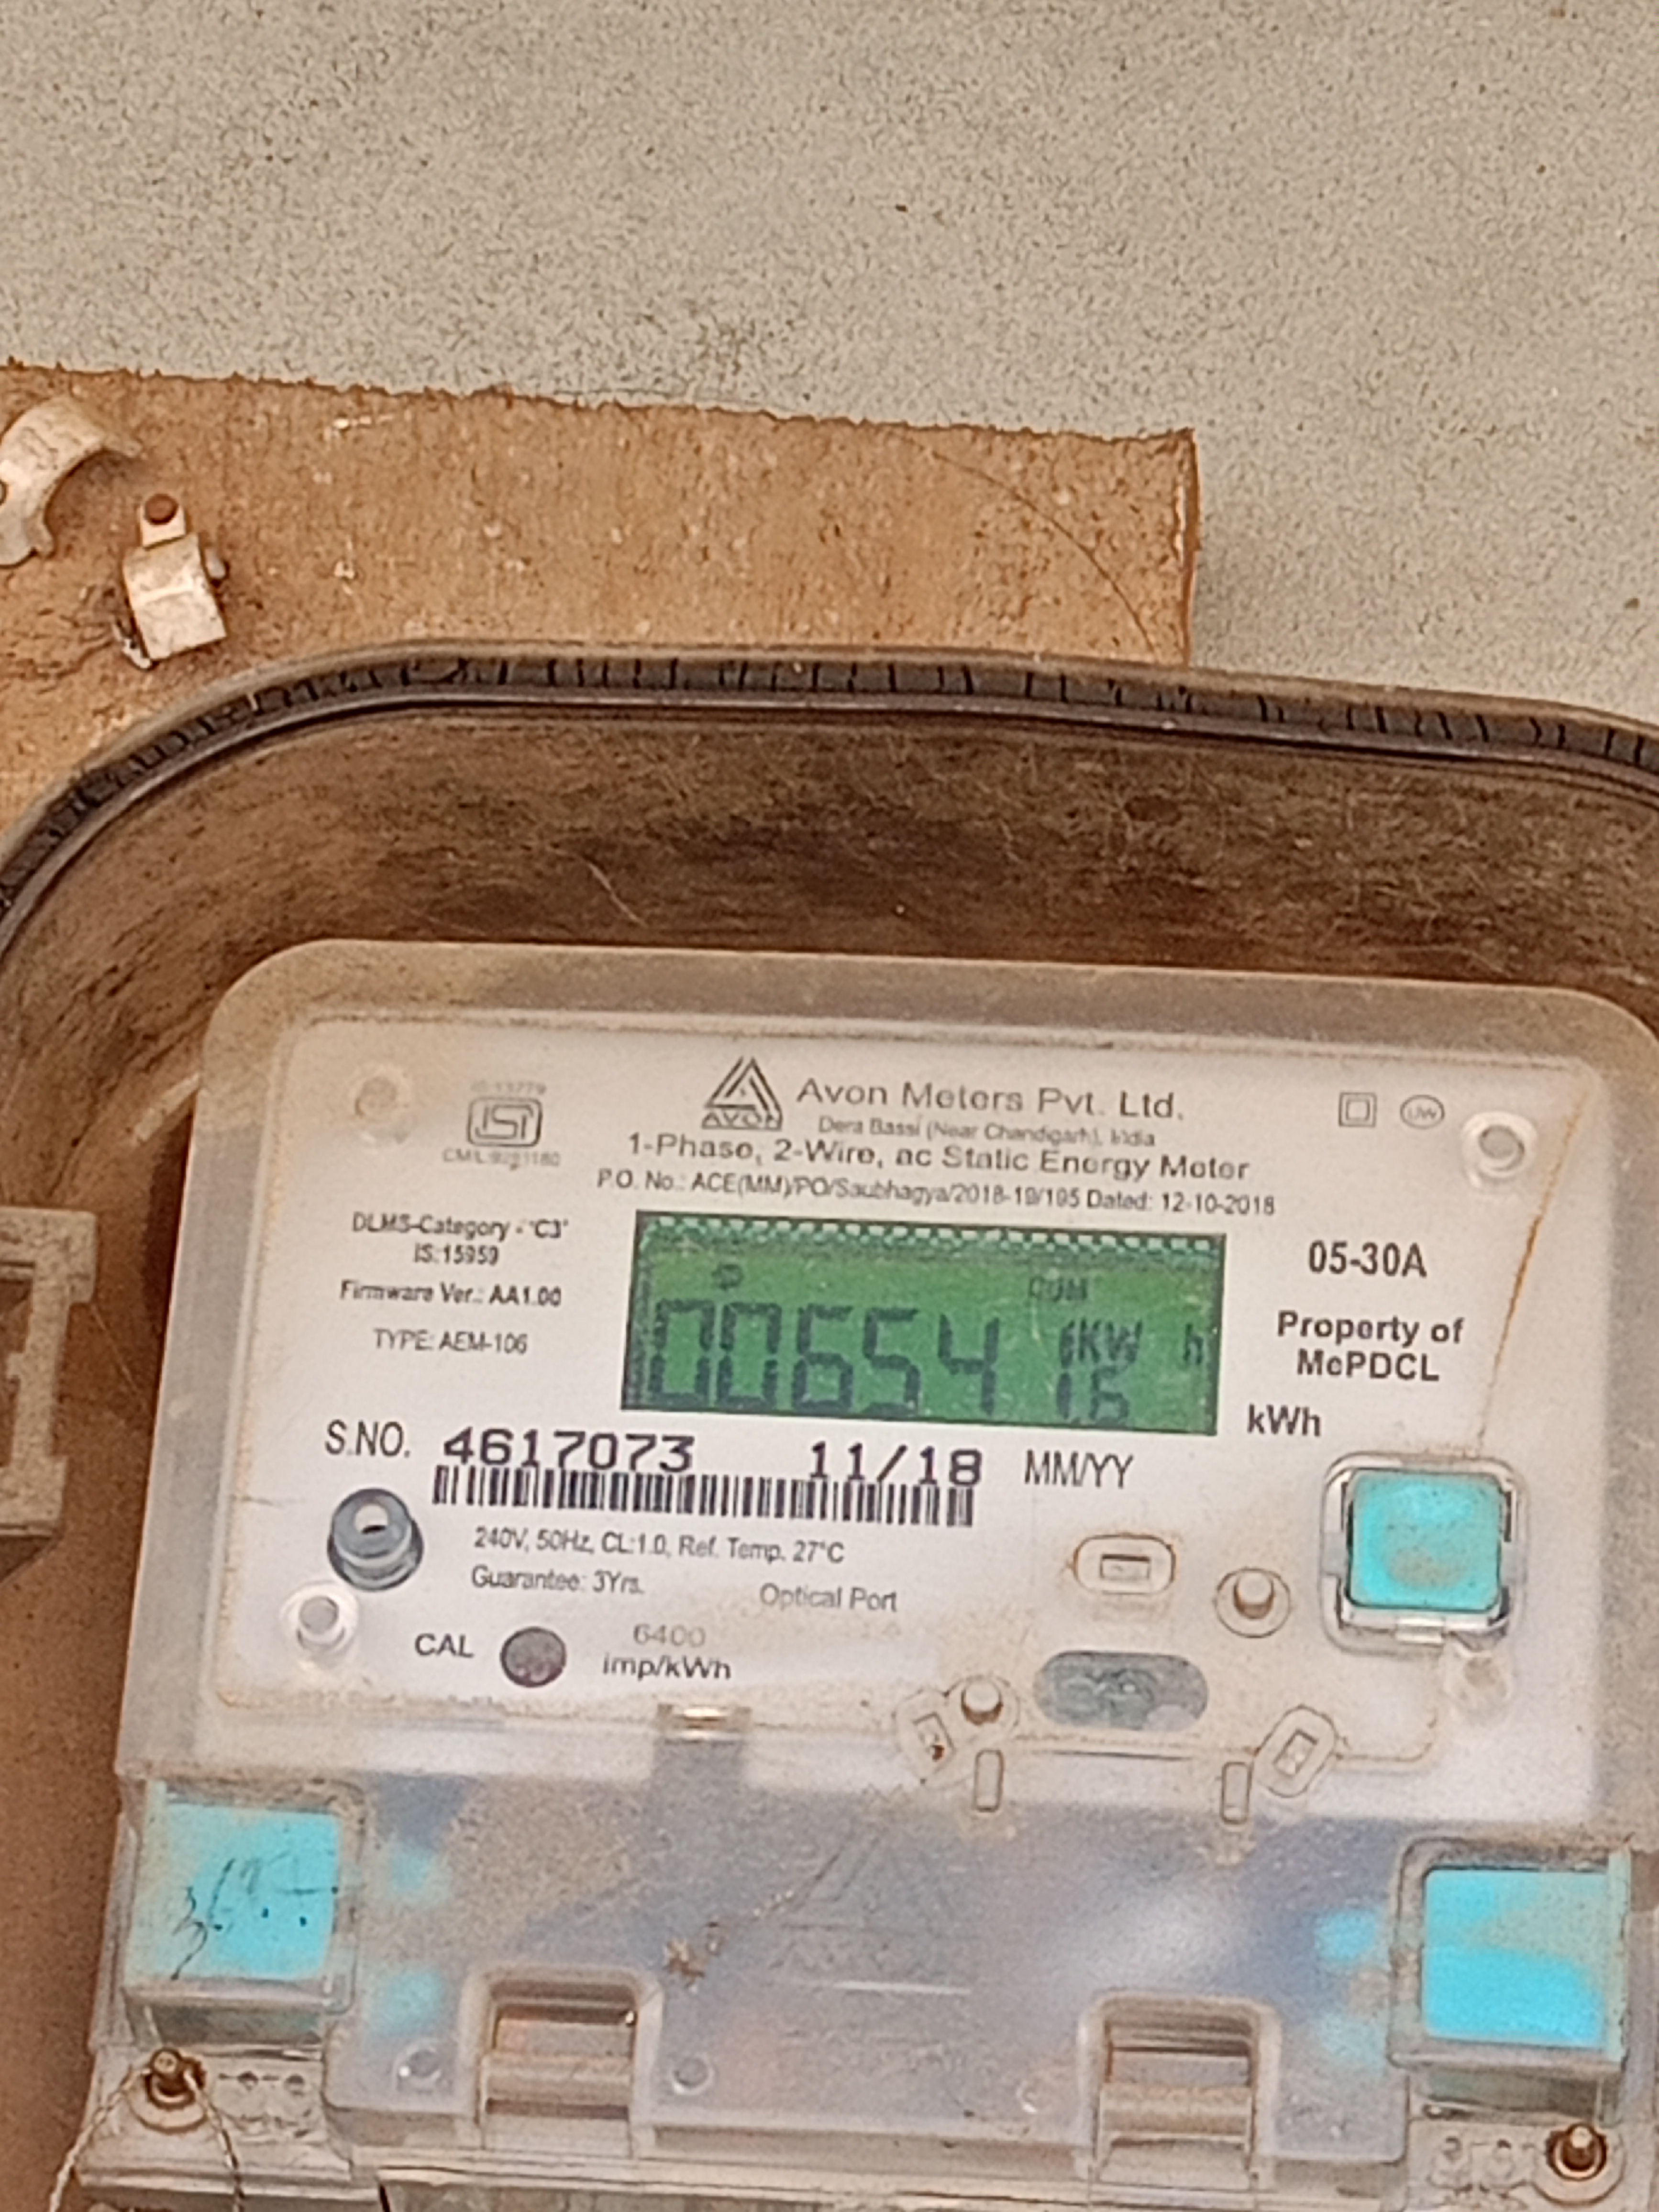 Avon Meters Pvt. Ltd.
AVON
Dera Bassi (Near Chandigarh), India
1-Phase, 2-Wire, ac Static Energy Meter
P.O. No.: ACE(MM)/PO/Saubhagya/2018-19/195 Dated: 12-10-2018
DLMS-Category - 'C3'
IS:15959
Firmware Ver.: AA1.00
TYPE: AEM-106
CUM
00654 KW h
1.6
05-30A
Property of
MePDCL
kWh
S.NO. 4617073 11/18 MM/YY
240V, 50Hz, CL:1.0, Ref. Temp. 27°C
Guarantee: 3Yrs.
Optical Port
CAL
6400
imp/kWh